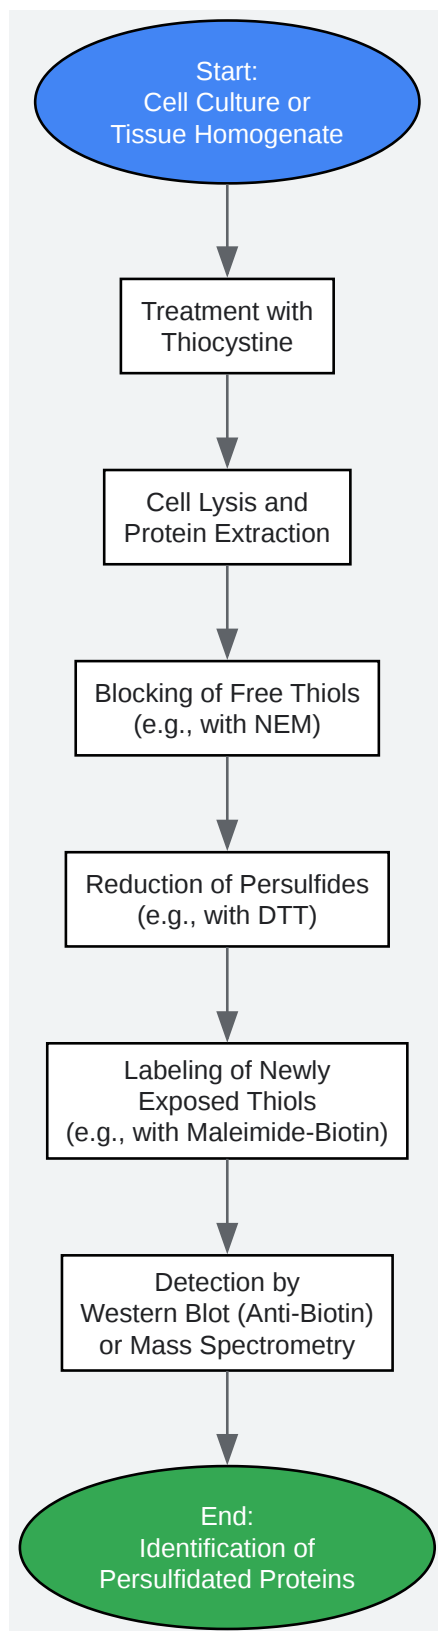 Start:
Cell Culture or
Tissue Homogenate
Treatment with
Thiocystine
Cell Lysis and
Protein Extraction
Blocking of Free Thiols
(e.g., with NEM)
Reduction of Persulfides
(e.g., with DTT)
Labeling of Newly
Exposed Thiols
(e.g., with Maleimide-Biotin)
Detection by
Western Blot (Anti-Biotin)
or Mass Spectrometry
End:
Identification of
Persulfidated Proteins